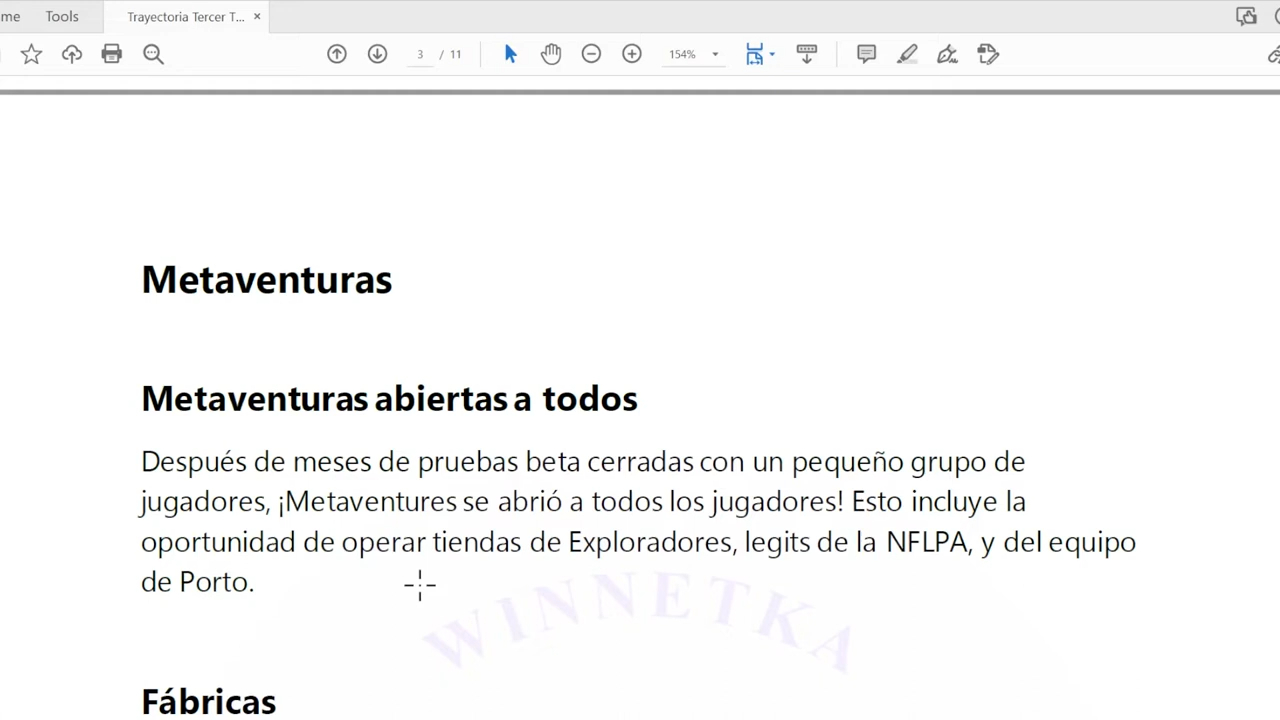 me Tools Trayectoria Tercer T... ×
3 / 11 154%
Metaventuras
Metaventuras abiertas a todos
Después de meses de pruebas beta cerradas con un pequeño grupo de
jugadores, ¡Metaventures se abrió a todos los jugadores! Esto incluye la
oportunidad de operar tiendas de Exploradores, legits de la NFLPA, y del equipo
de Porto.
WINNETKA
Fábricas